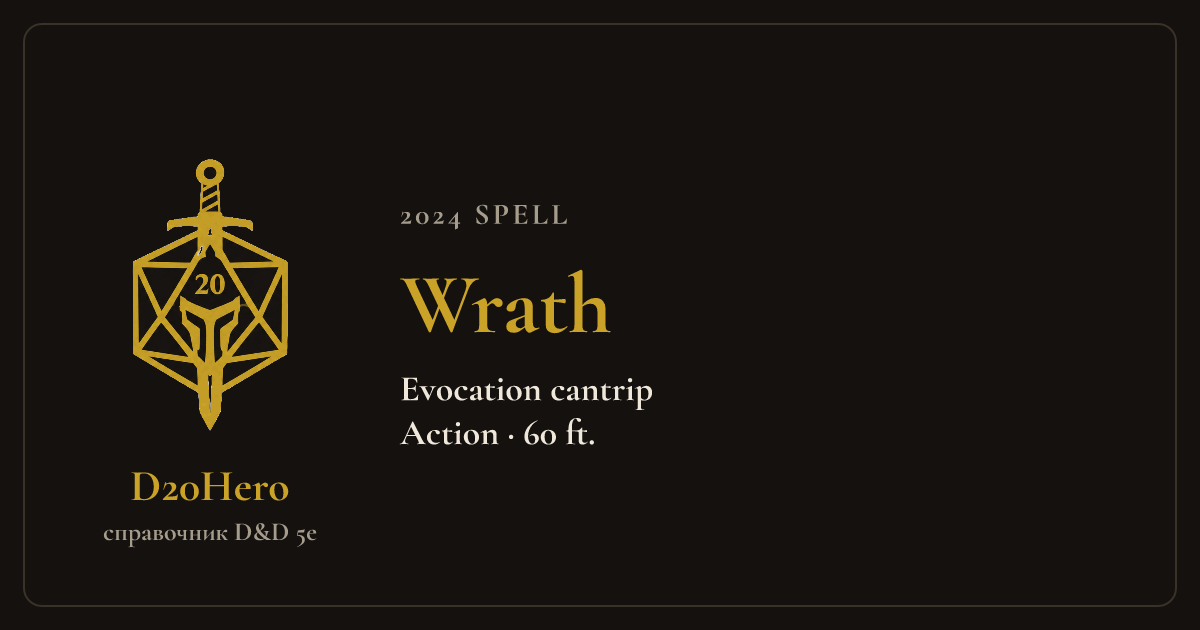 20
D20Hero
справочник D&D 5e
2024 SPELL
Wrath
Evocation cantrip
Action · 60 ft.